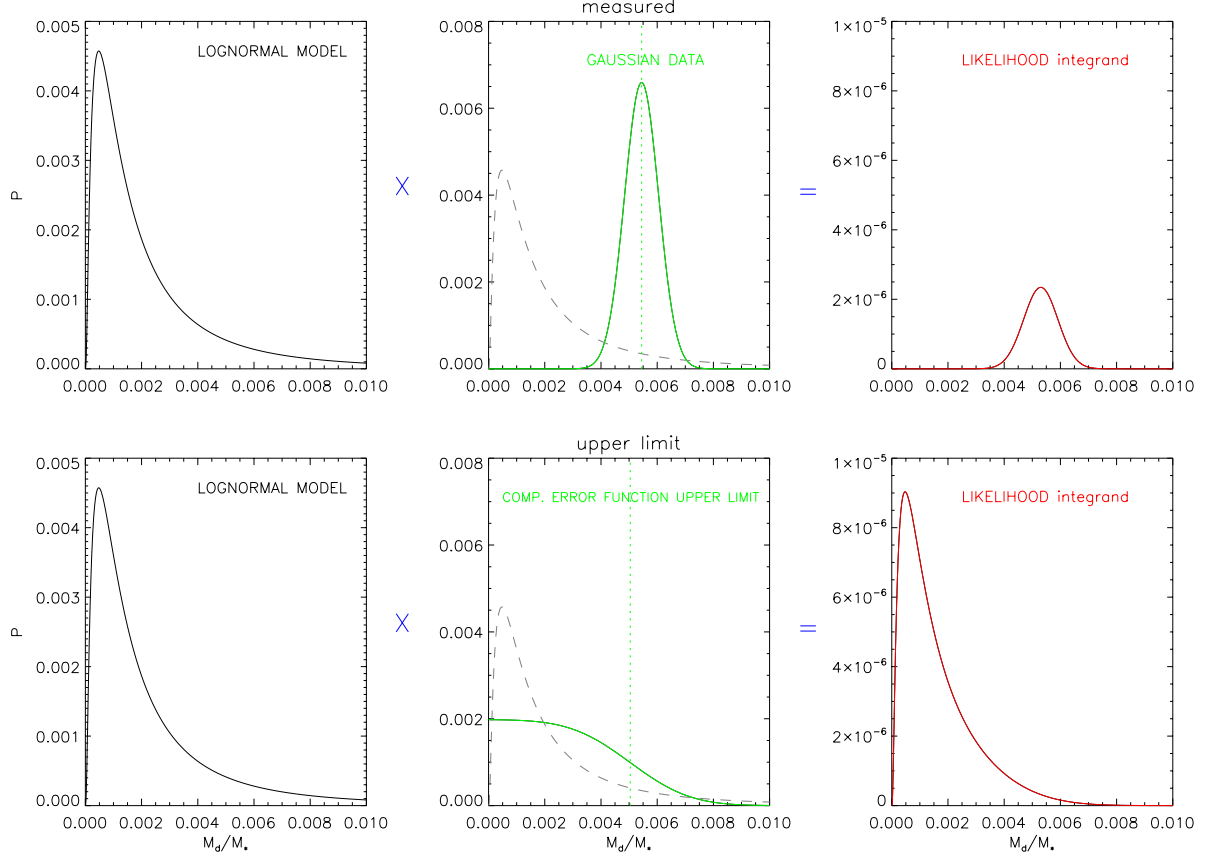 measured
0.005
0.004
0.003
0.002
0.001
0.000
P
LOGNORMAL MODEL
0.000 0.002 0.004 0.006 0.008 0.010
X
0.008
0.006
0.004
0.002
0.000
GAUSSIAN DATA
0.000 0.002 0.004 0.006 0.008 0.010
=
1×10⁻⁵
8×10⁻⁶
6×10⁻⁶
4×10⁻⁶
2×10⁻⁶
0
LIKELIHOOD integrand
0.000 0.002 0.004 0.006 0.008 0.010
upper limit
0.005
0.004
0.003
0.002
0.001
0.000
P
LOGNORMAL MODEL
0.000 0.002 0.004 0.006 0.008 0.010
M_d/M_*
X
0.008
0.006
0.004
0.002
0.000
COMP. ERROR FUNCTION UPPER LIMIT
0.000 0.002 0.004 0.006 0.008 0.010
M_d/M_*
=
1×10⁻⁵
8×10⁻⁶
6×10⁻⁶
4×10⁻⁶
2×10⁻⁶
0
LIKELIHOOD integrand
0.000 0.002 0.004 0.006 0.008 0.010
M_d/M_*